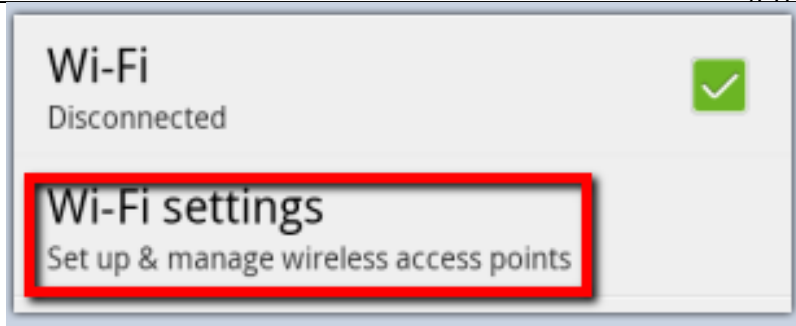 Wi-Fi
Disconnected
Wi-Fi settings
Set up & manage wireless access points